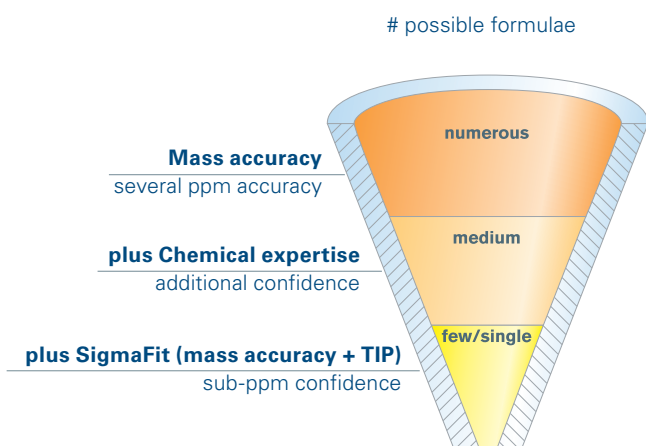 # possible formulae
numerous
Mass accuracy
several ppm accuracy
medium
plus Chemical expertise
additional confidence
few/single
plus SigmaFit (mass accuracy + TIP)
sub-ppm confidence